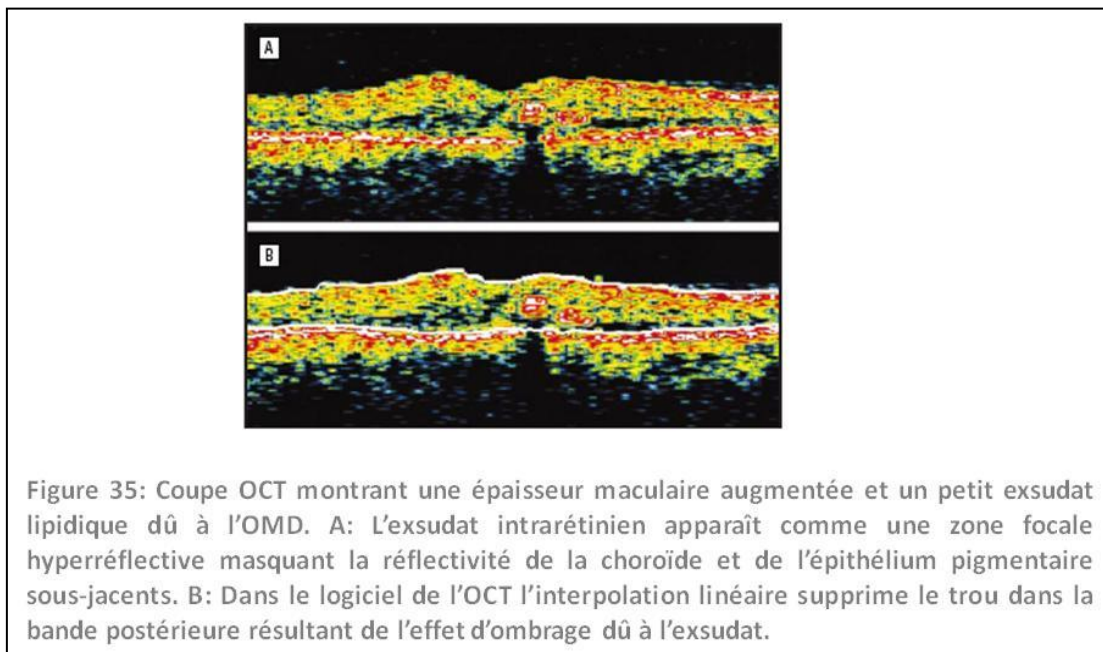 A
B
Figure 35: Coupe OCT montrant une épaisseur maculaire augmentée et un petit exsudat
lipidique dû à l’OMD. A: L’exsudat intrarétinien apparaît comme une zone focale
hyperréflective masquant la réflectivité de la choroïde et de l’épithélium pigmentaire
sous-jacents. B: Dans le logiciel de l’OCT l’interpolation linéaire supprime le trou dans la
bande postérieure résultant de l’effet d’ombrage dû à l’exsudat.